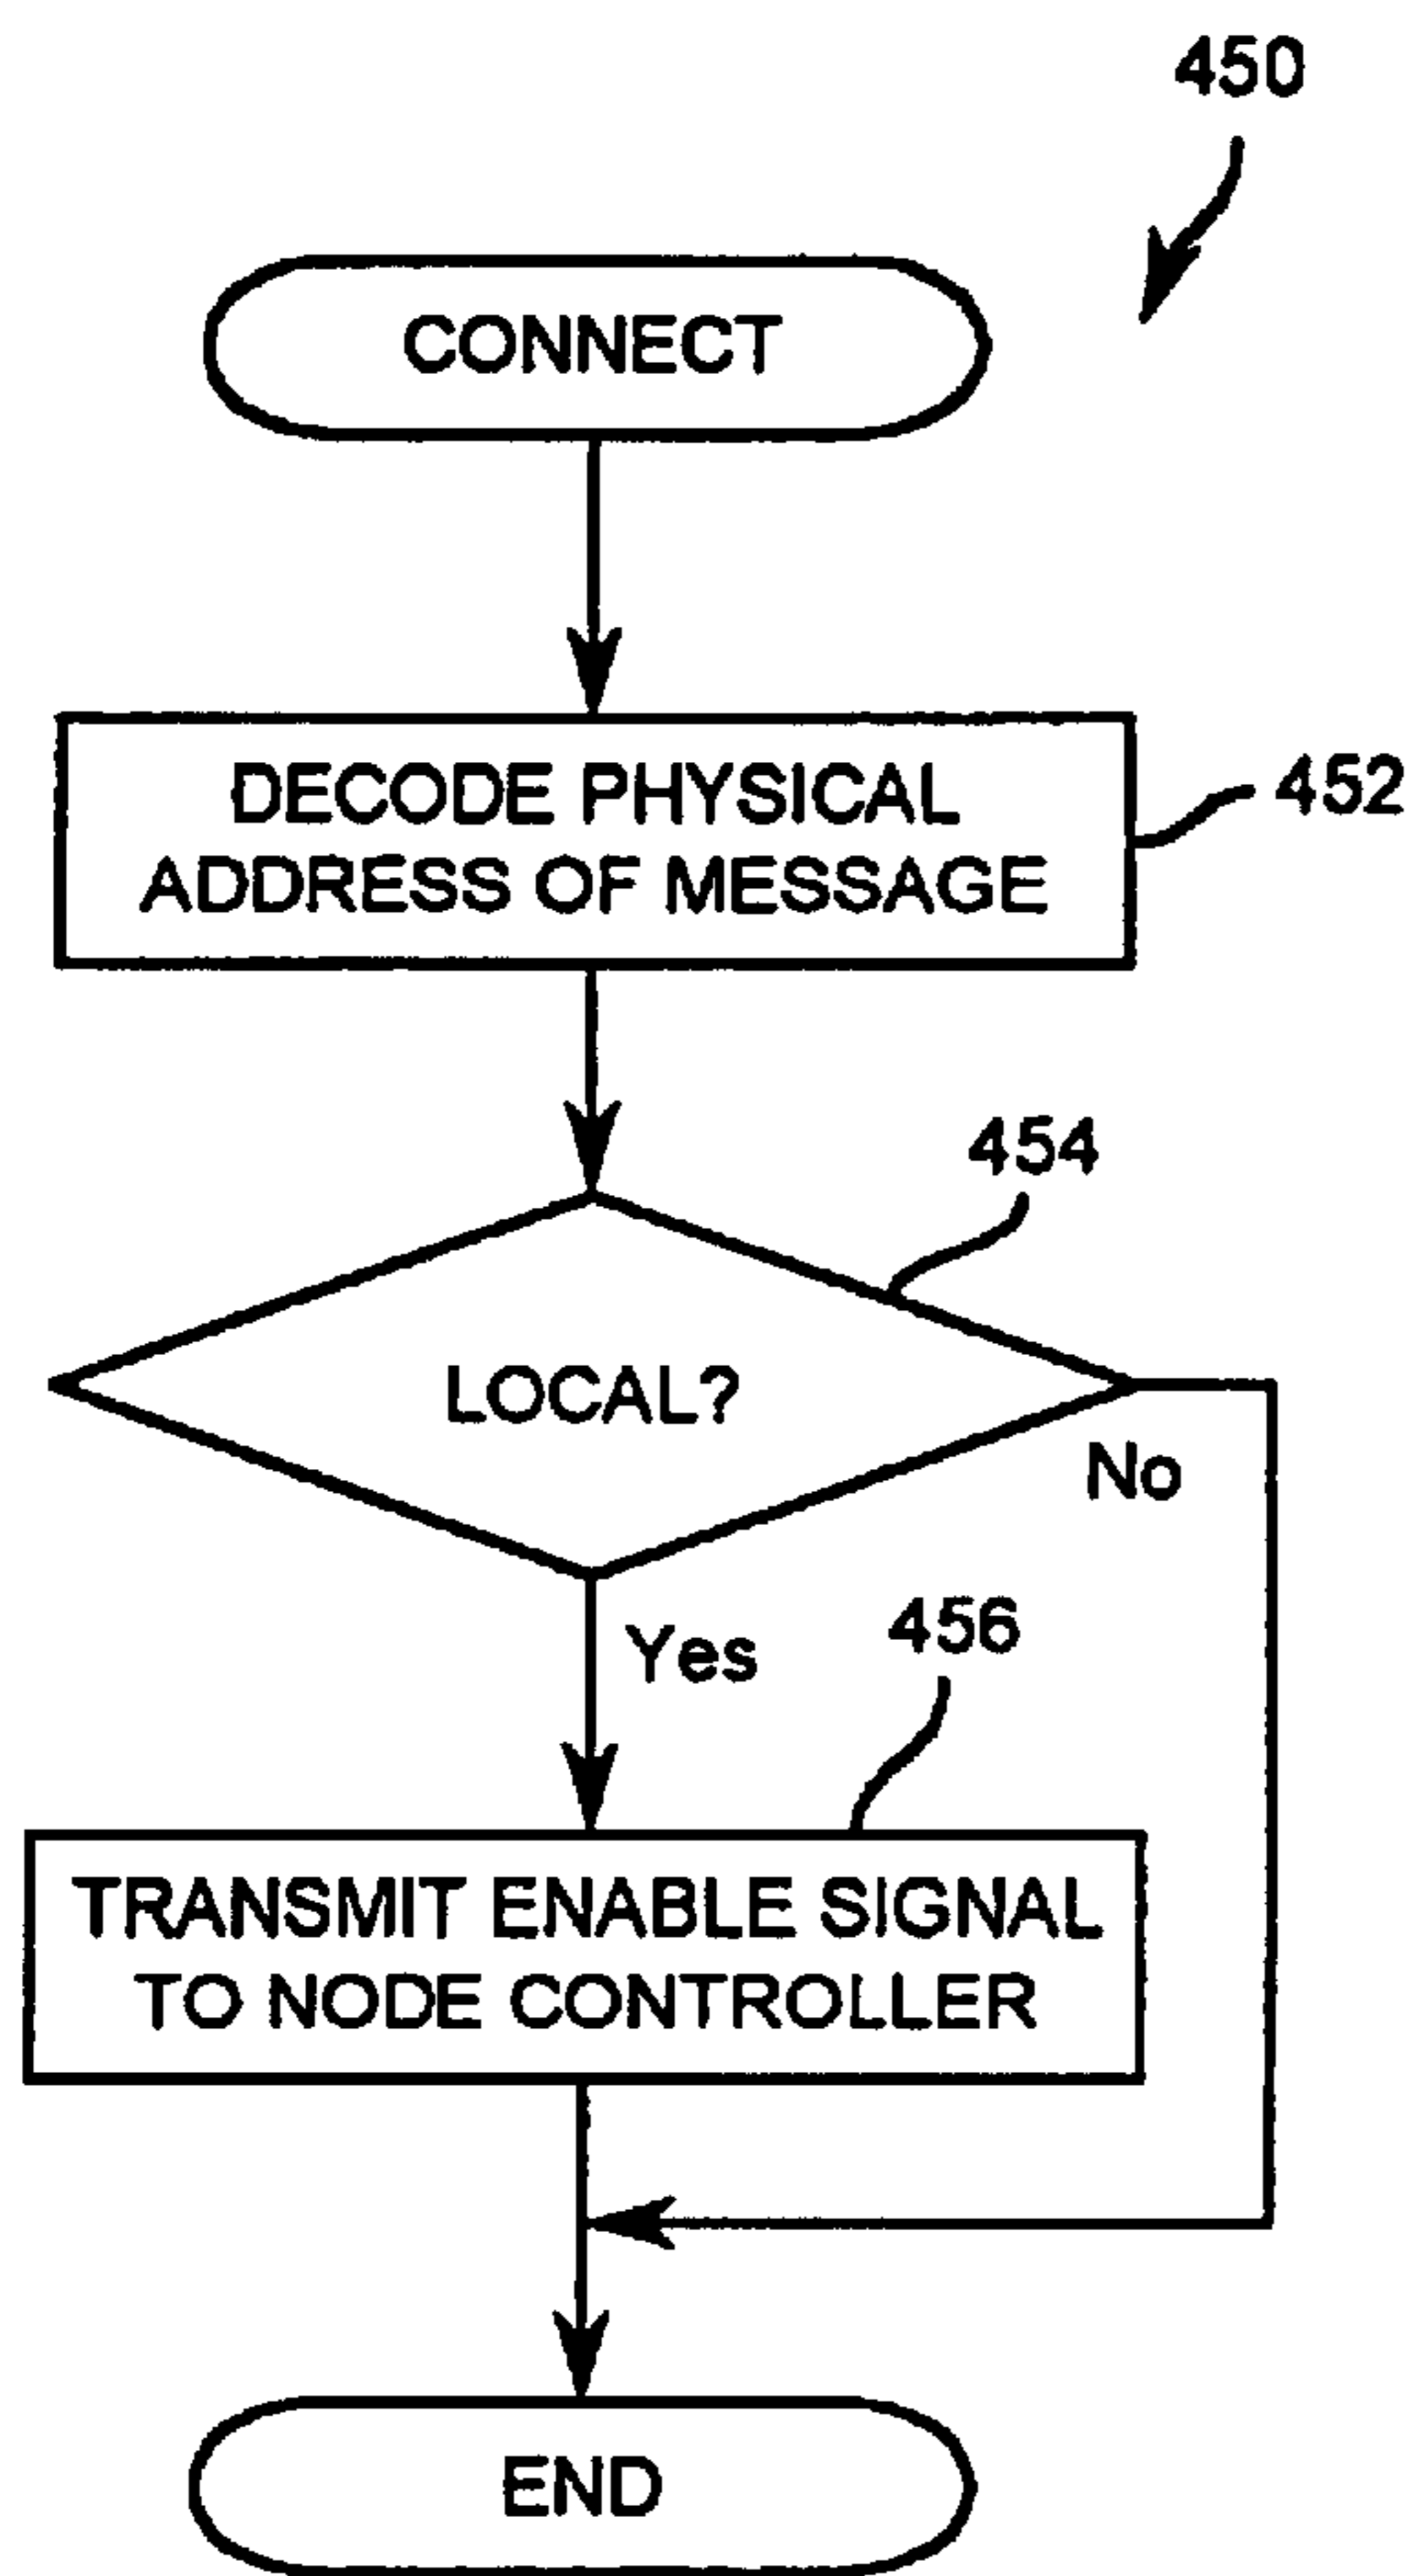 450
CONNECT
DECODE PHYSICAL
ADDRESS OF MESSAGE
452
454
LOCAL?
No
Yes
456
TRANSMIT ENABLE SIGNAL
TO NODE CONTROLLER
END